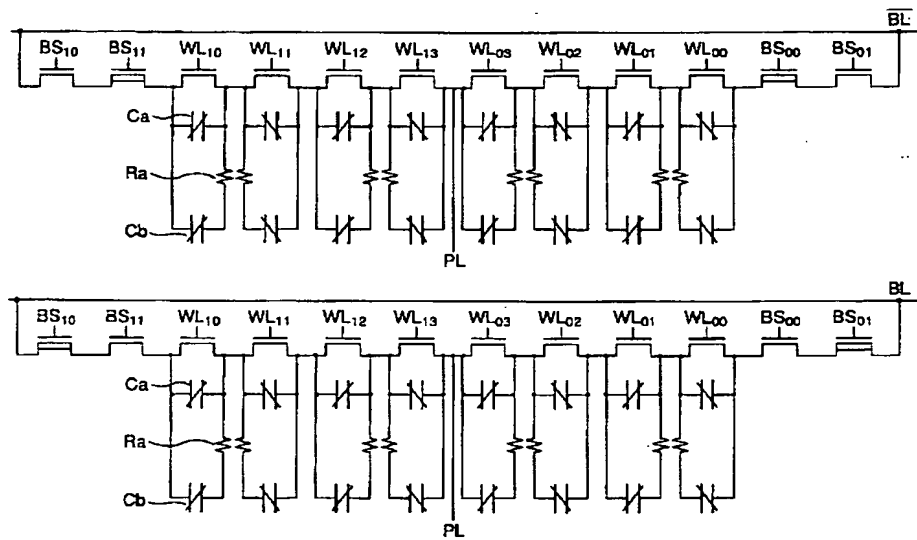 B̅L̅
BS₁₀ BS₁₁ WL₁₀ WL₁₁ WL₁₂ WL₁₃ WL₀₃ WL₀₂ WL₀₁ WL₀₀ BS₀₀ BS₀₁
Ca
Ra
Cb
PL
BL
BS₁₀ BS₁₁ WL₁₀ WL₁₁ WL₁₂ WL₁₃ WL₀₃ WL₀₂ WL₀₁ WL₀₀ BS₀₀ BS₀₁
Ca
Ra
Cb
PL